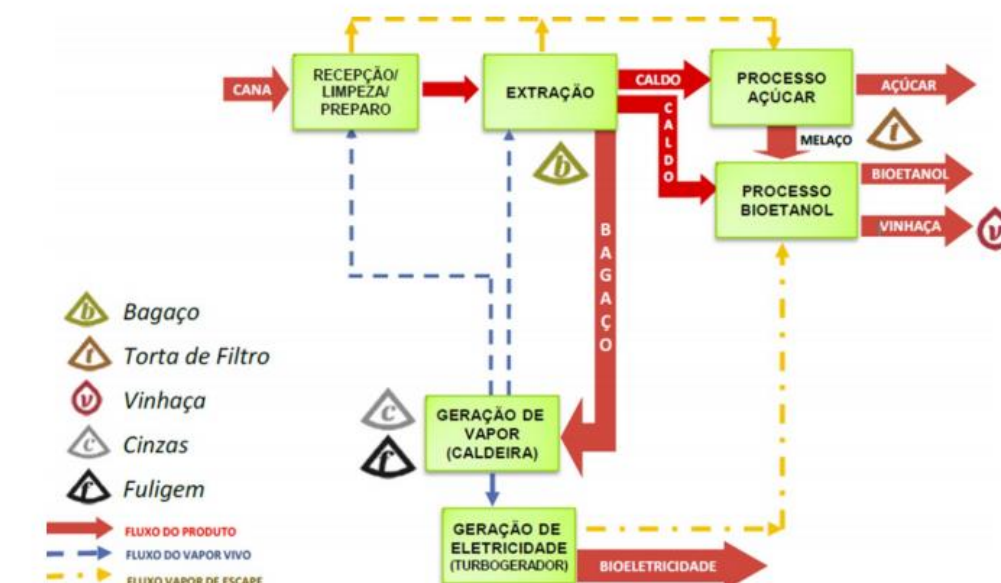 CANA
RECEPÇÃO/
LIMPEZA/
PREPARO
EXTRAÇÃO
CALDO
CALDO
PROCESSO
AÇÚCAR
AÇÚCAR
t
MELAÇO
PROCESSO
BIOETANOL
BIOETANOL
VINHAÇA
v
b
BAGAÇO
b Bagaço
t Torta de Filtro
v Vinhaça
c Cinzas
f Fuligem
c
f
GERAÇÃO DE
VAPOR
(CALDEIRA)
GERAÇÃO DE
ELETRICIDADE
(TURBOGERADOR)
BIOELETRICIDADE
FLUXO DO PRODUTO
FLUXO DO VAPOR VIVO
FLUXO VAPOR DE ESCAPE